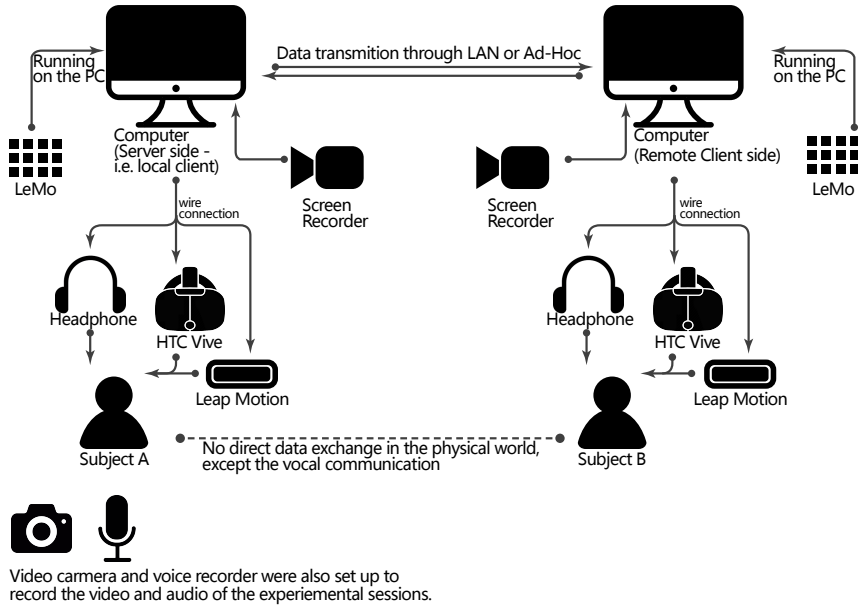 Data transmition through LAN or Ad-Hoc
Running
on the PC
Running
on the PC
LeMo
Computer
(Server side -
i.e. local client)
Screen
Recorder
Screen
Recorder
Computer
(Remote Client side)
LeMo
wire
connection
wire
connection
Headphone
HTC Vive
Leap Motion
Headphone
HTC Vive
Leap Motion
Subject A
No direct data exchange in the physical world,
except the vocal communication
Subject B
Video carmera and voice recorder were also set up to
record the video and audio of the experiemental sessions.